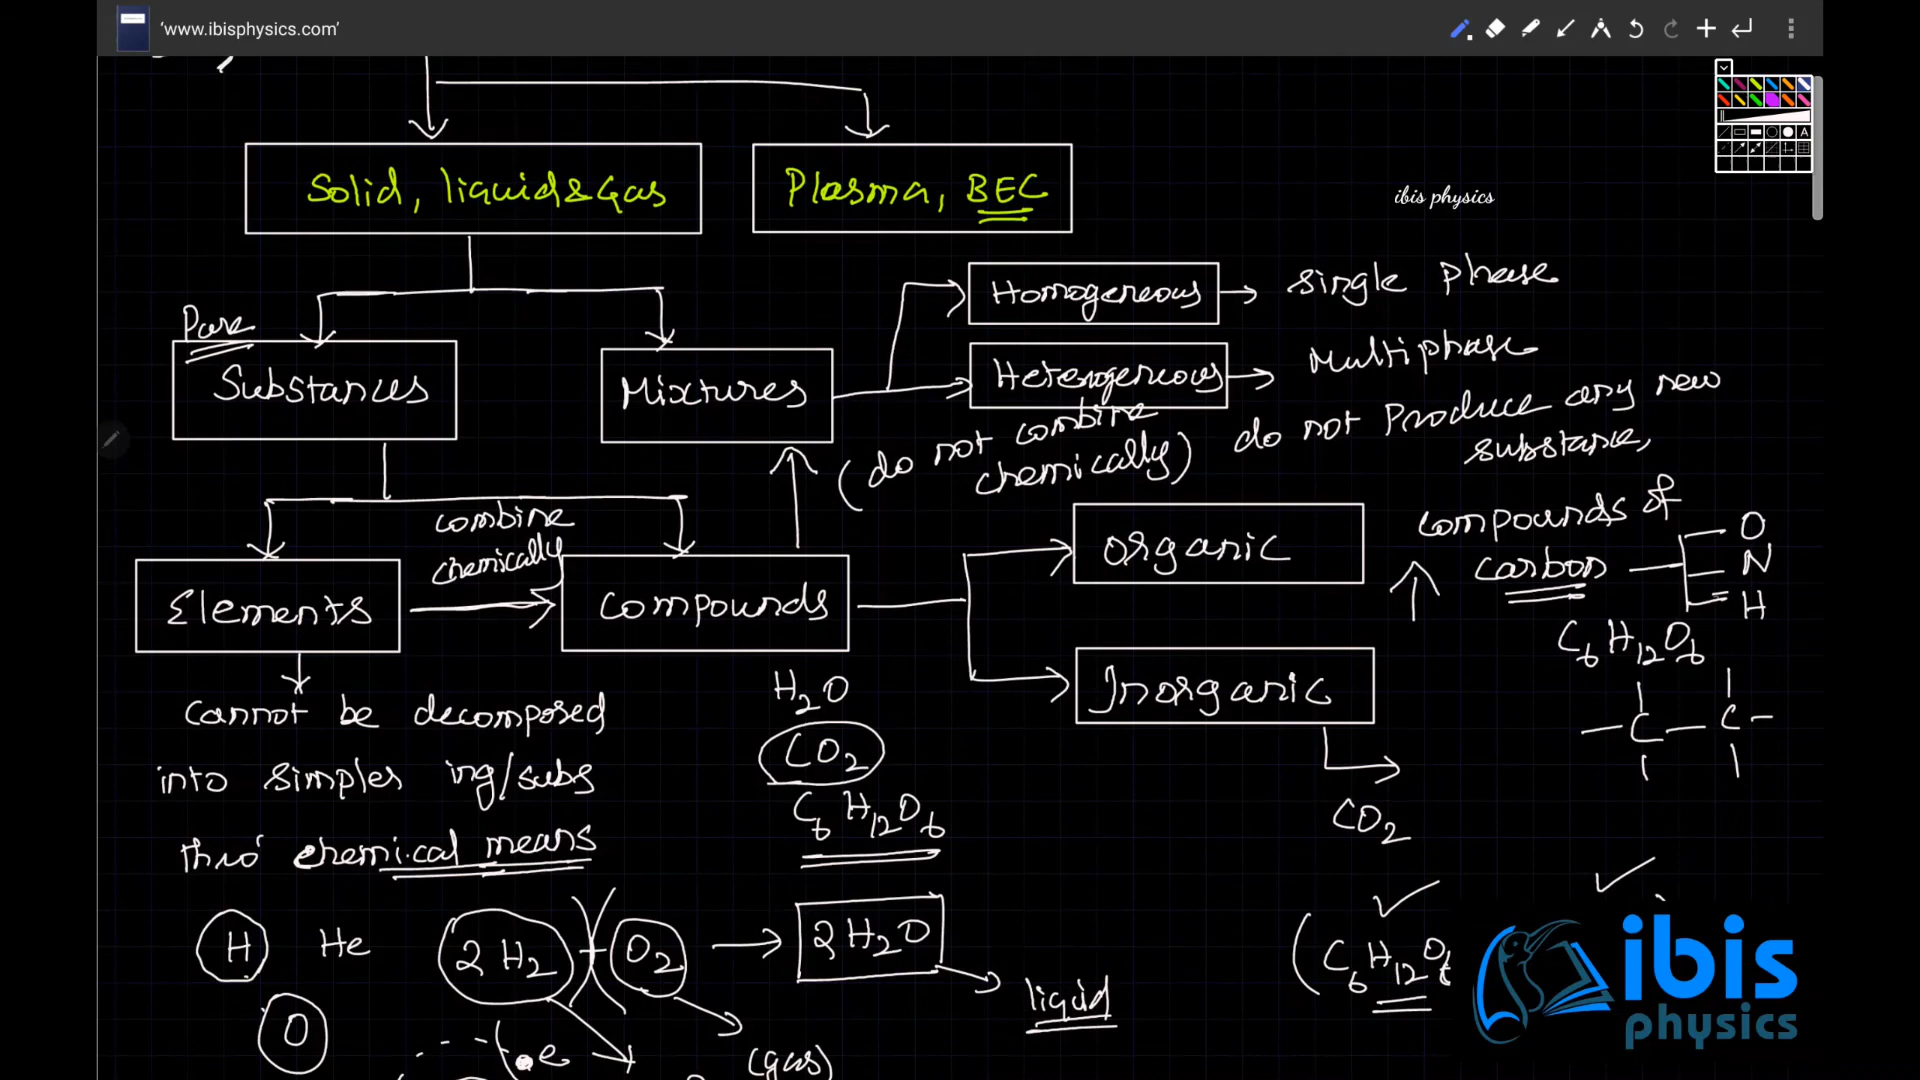 'www.ibisphysics.com'
Solid, liquid&Gas
Plasma, BEC
ibis physics
Homogeneous
single phase
Pure
Substances
Mixtures
Heterogeneous
Multiphase
(do not combine
chemically)
do not Produce any new
substance,
combine
chemically
Elements
compounds
organic
compounds of
carbon
O
N
H
C6H12O6
C C
H2O
Inorganic
cannot be decomposed
CO2
into simpler ing/subs
C6H12O6
CO2
thro' chemical means
H He 2H2 + O2
2H2O
(C6H12O6
liquid
O
e
(gas)
ibis
physics